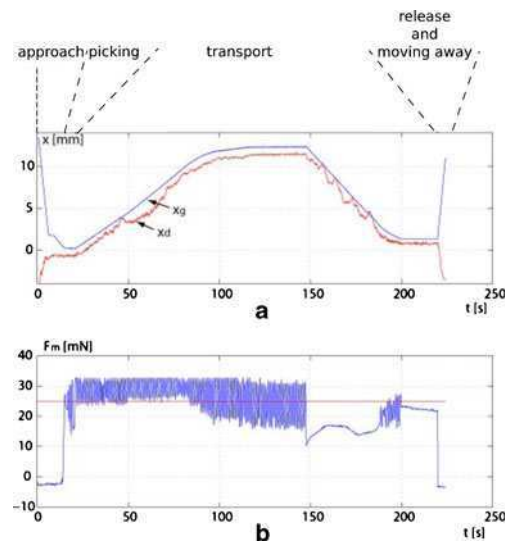 release
and
approach picking transport moving away
x [mm]
10
5
0
xg
xd
0 50 100 150 200 250
t [s]
a
Fm [mN]
40
30
20
10
0
-10
0 50 100 150 200 250
t [s]
b